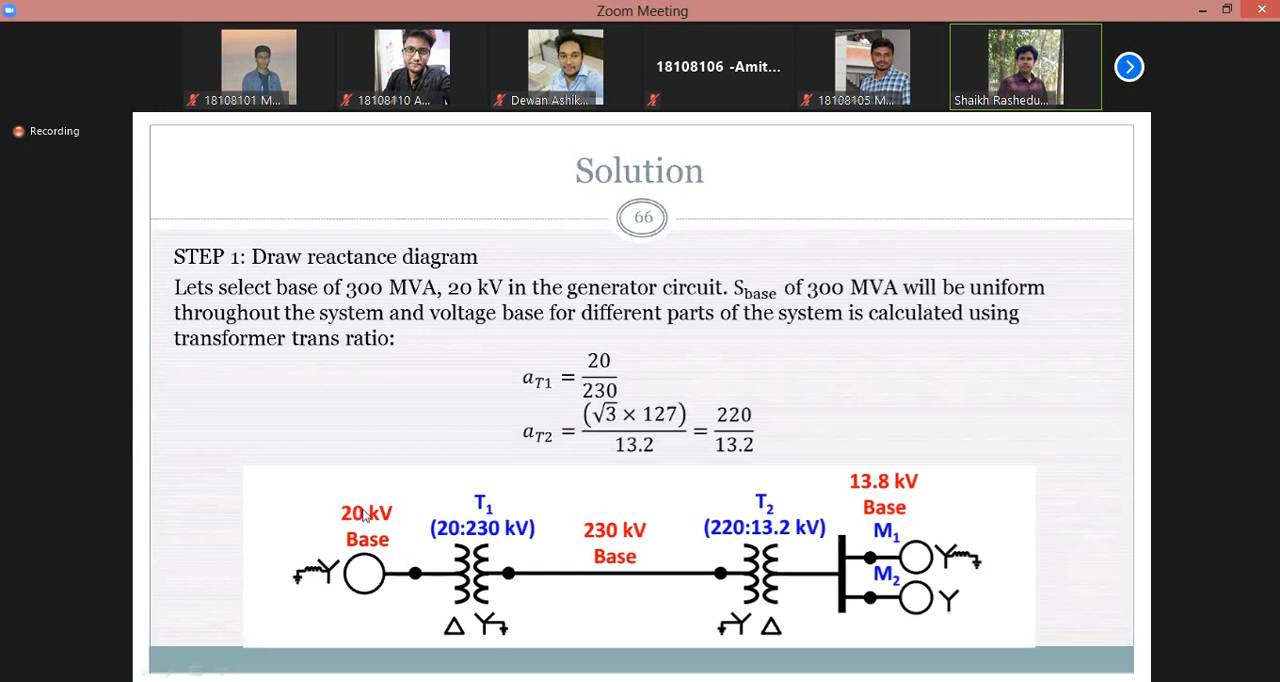 Zoom Meeting
18108106 -Amit...
18108101 M...
18108110 A...
Dewan Ashik...
18108105 M...
Shaikh Rashedu...
Recording
Solution
66
STEP 1: Draw reactance diagram
Lets select base of 300 MVA, 20 kV in the generator circuit. Sbase of 300 MVA will be uniform
throughout the system and voltage base for different parts of the system is calculated using
transformer trans ratio:
aT1 = 20/230
aT2 = (√3 × 127)/13.2 = 220/13.2
20 kV
Base
T1
(20:230 kV)
230 kV
Base
T2
(220:13.2 kV)
13.8 kV
Base
M1
M2